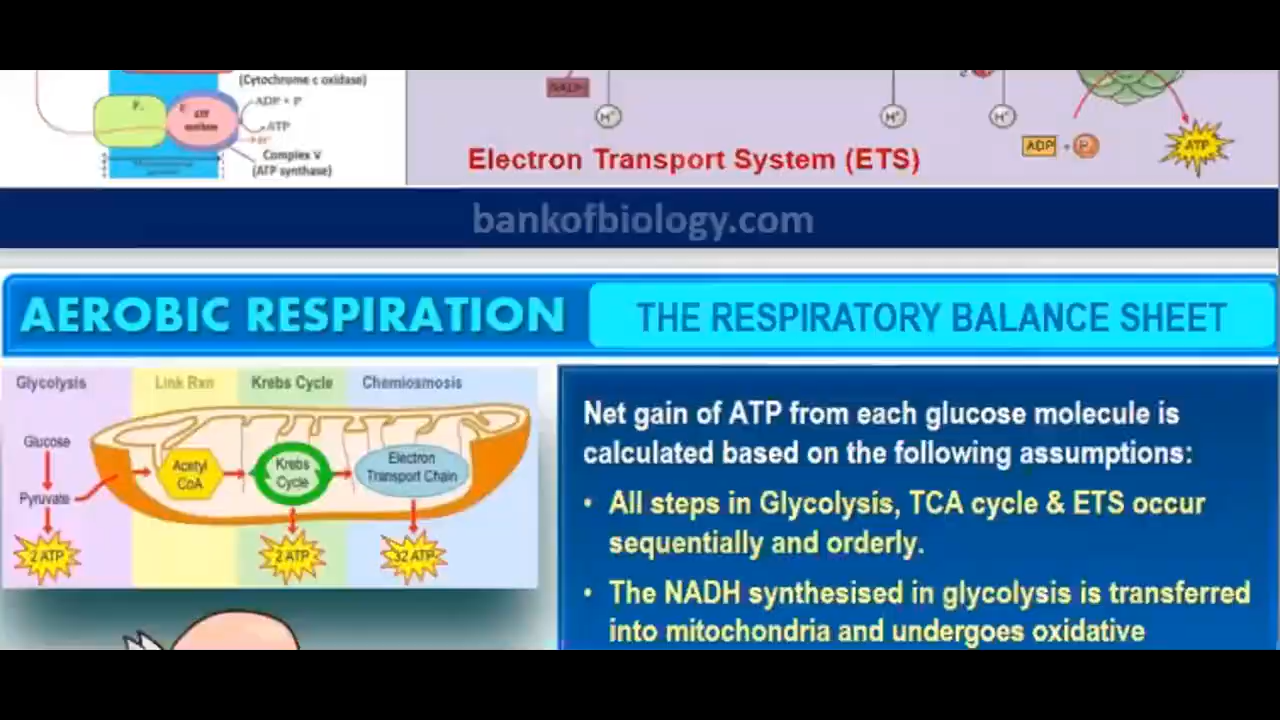 (Cytochrome c oxidase)
ADP + P
ATP
Complex V
(ATP synthase)
NADH
H+
H+
H+
ADP + Pi
ATP
Electron Transport System (ETS)
bankofbiology.com
AEROBIC RESPIRATION
THE RESPIRATORY BALANCE SHEET
Glycolysis
Link Rxn
Krebs Cycle
Chemiosmosis
Glucose
Pyruvate
Acetyl
CoA
Krebs
Cycle
Electron
Transport Chain
2 ATP
2 ATP
32 ATP
Net gain of ATP from each glucose molecule is
calculated based on the following assumptions:
• All steps in Glycolysis, TCA cycle & ETS occur
sequentially and orderly.
• The NADH synthesised in glycolysis is transferred
into mitochondria and undergoes oxidative